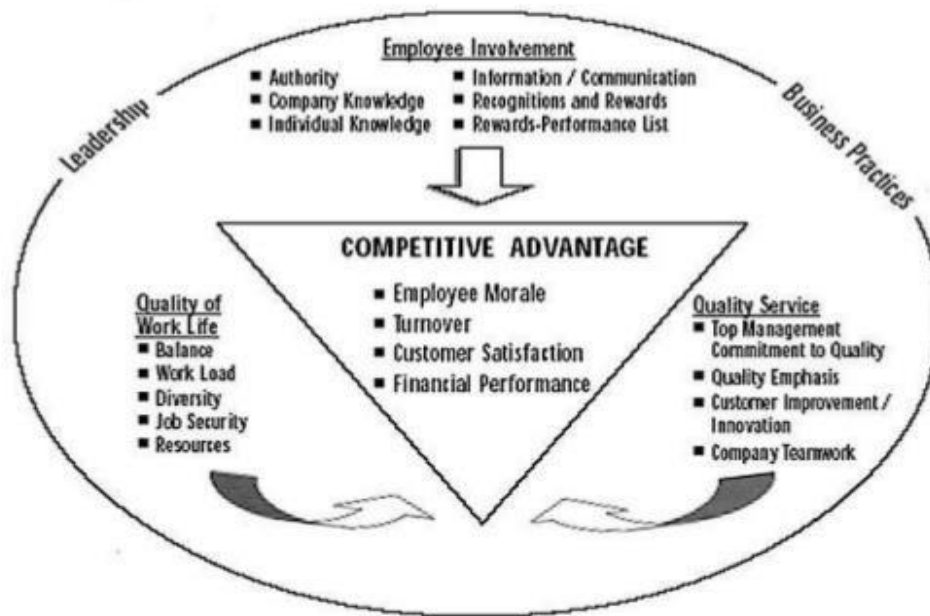 Employee Involvement
Authority
Company Knowledge
Individual Knowledge
Information / Communication
Recognitions and Rewards
Rewards-Performance List
Leadership
Business Practices
COMPETITIVE ADVANTAGE
Employee Morale
Turnover
Customer Satisfaction
Financial Performance
Quality of
Work Life
Balance
Work Load
Diversity
Job Security
Resources
Quality Service
Top Management
Commitment to Quality
Quality Emphasis
Customer Improvement /
Innovation
Company Teamwork